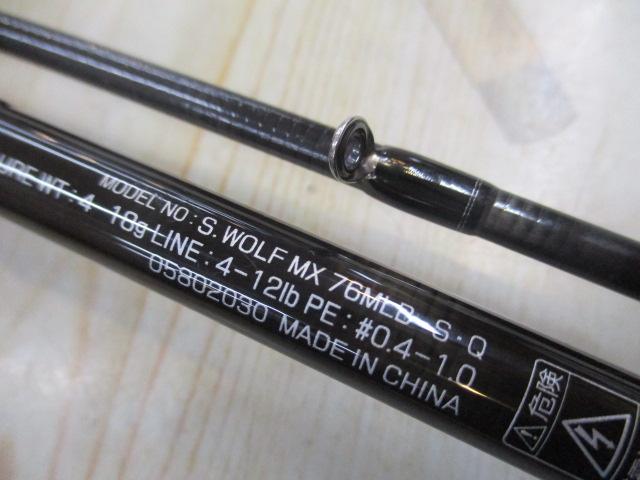 MODEL NO : S. WOLF MX 76MLB-S・Q
URE WT : 4-18g LINE : 4-12lb PE : #0.4-1.0
05802030 MADE IN CHINA
危険